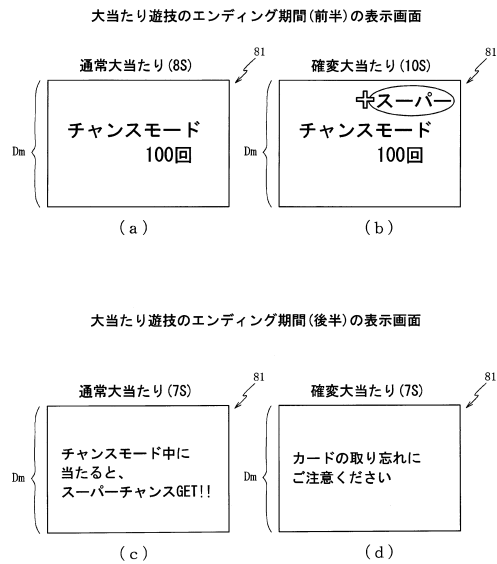 大当たり遊技のエンディング期間(前半)の表示画面
通常大当たり(8S)
81
Dm
チャンスモード
100回
(a)
確変大当たり(10S)
81
Dm
✚スーパー
チャンスモード
100回
(b)
大当たり遊技のエンディング期間(後半)の表示画面
通常大当たり(7S)
81
Dm
チャンスモード中に
当たると、
スーパーチャンスGET!!
(c)
確変大当たり(7S)
81
Dm
カードの取り忘れに
ご注意ください
(d)